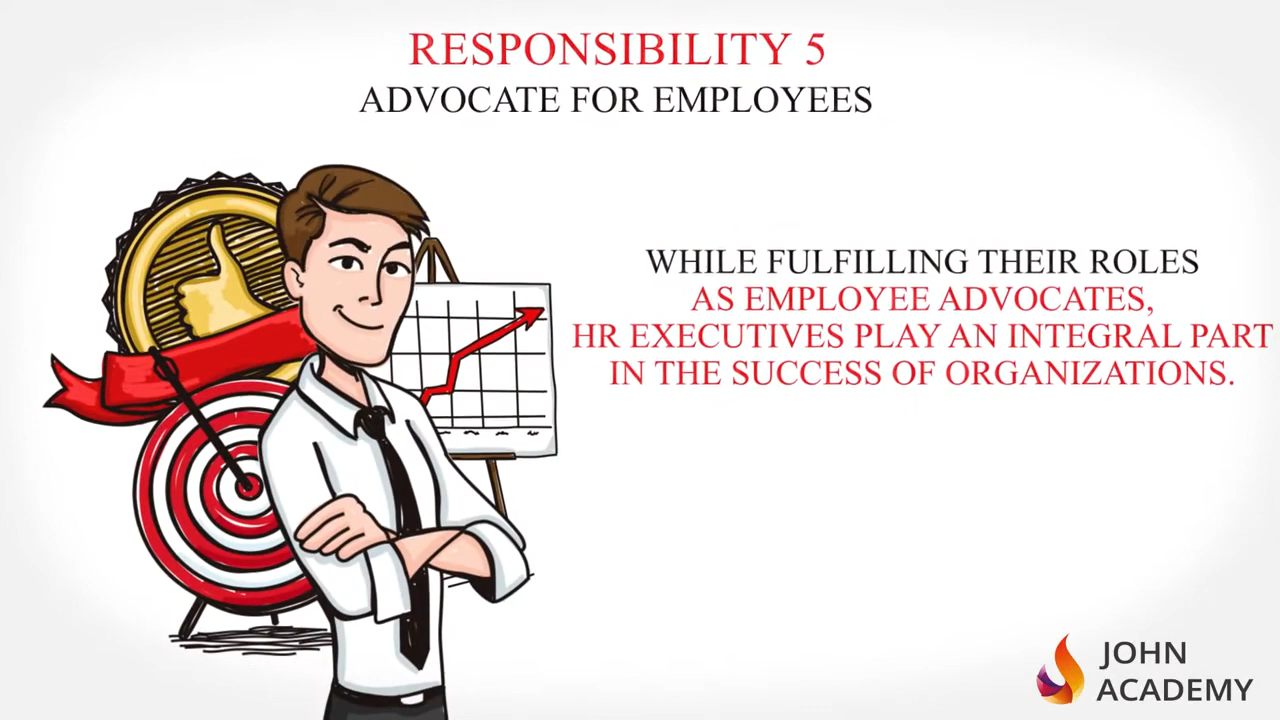 RESPONSIBILITY 5
ADVOCATE FOR EMPLOYEES
WHILE FULFILLING THEIR ROLES
AS EMPLOYEE ADVOCATES,
HR EXECUTIVES PLAY AN INTEGRAL PART
IN THE SUCCESS OF ORGANIZATIONS.
JOHN
ACADEMY